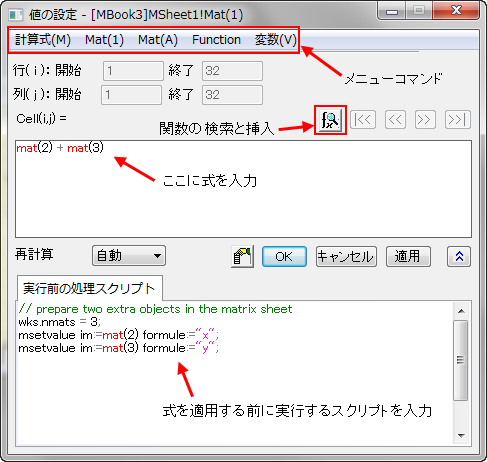 値の設定 - [MBook3]MSheet1!Mat(1)
計算式(M) Mat(1) Mat(A) Function 変数(V)
行(i): 開始 1 終了 32
メニューコマンド
列(j): 開始 1 終了 32
Cell(i,j) =
関数の検索と挿入
|<< << >> >>|
mat(2) + mat(3)
ここに式を入力
再計算 自動 OK キャンセル 適用
実行前の処理スクリプト
// prepare two extra objects in the matrix sheet
wks.nmats = 3;
msetvalue im:=mat(2) formule:="x";
msetvalue im:=mat(3) formule:="y";
式を適用する前に実行するスクリプトを入力